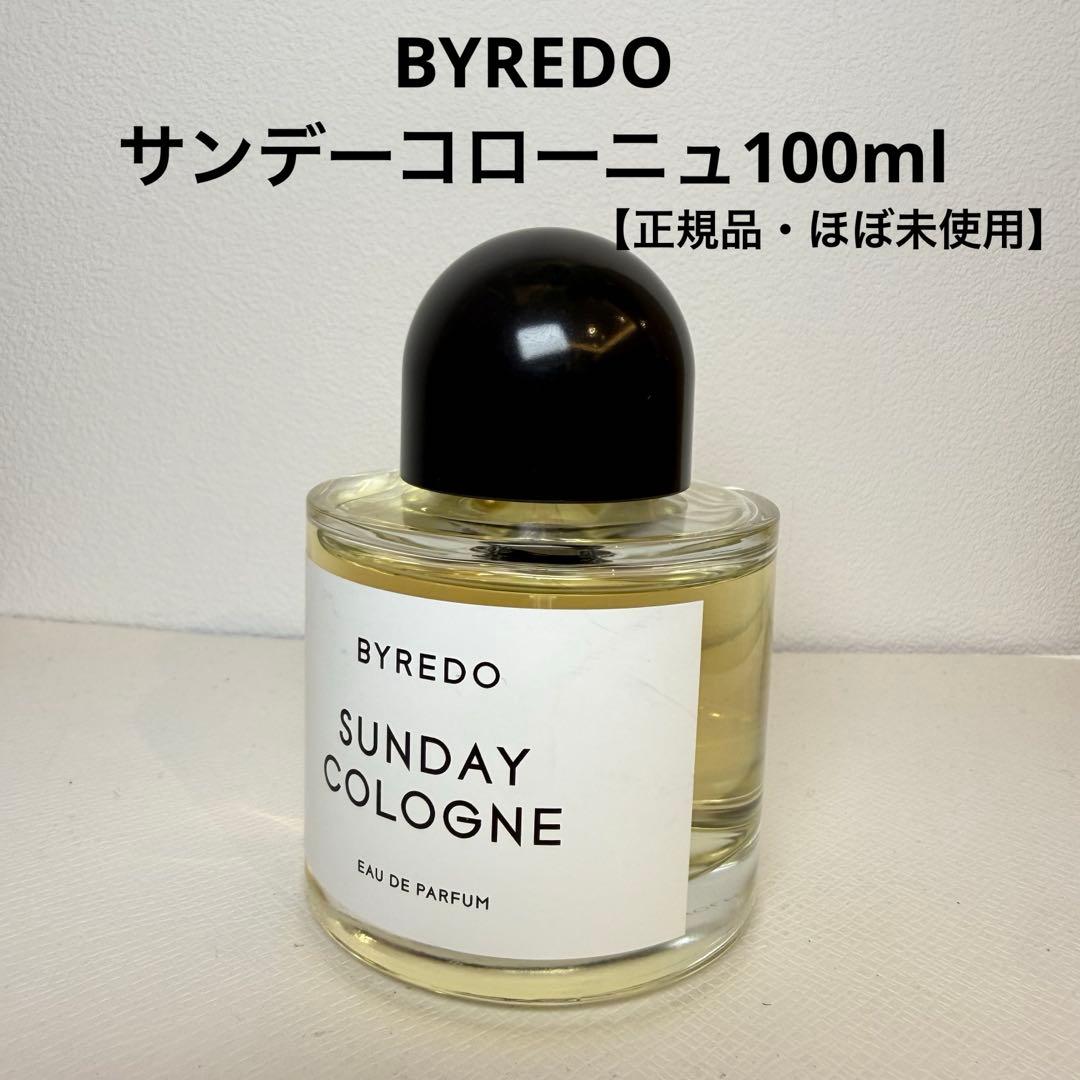 BYREDO
サンデーコローニュ100ml
【正規品・ほぼ未使用】
BYREDO
SUNDAY
COLOGNE
EAU DE PARFUM